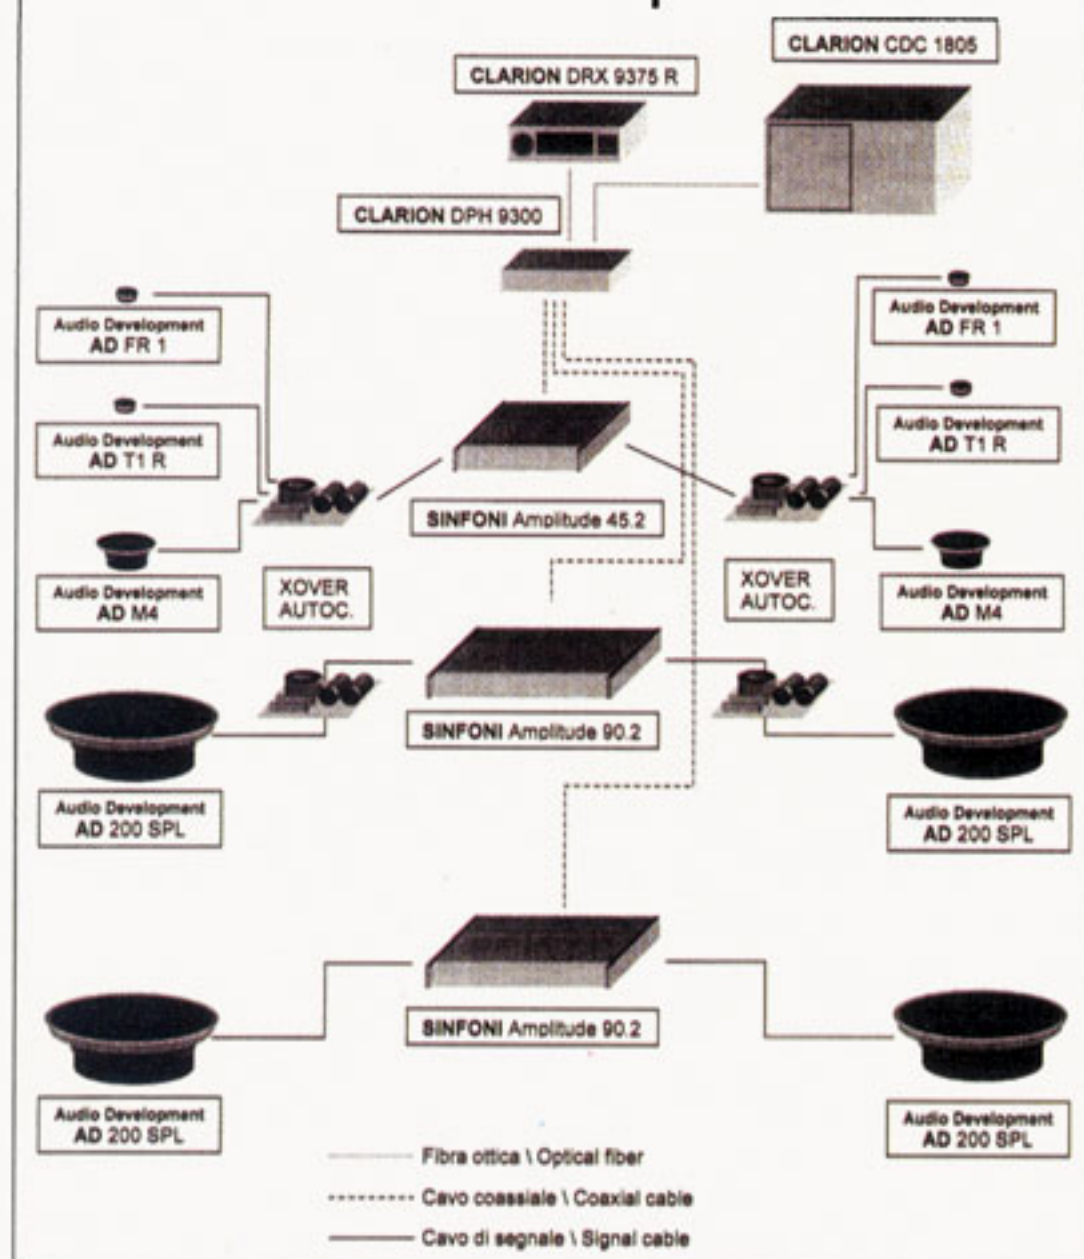 CLARION CDC 1805
CLARION DRX 9375 R
CLARION DPH 9300
Audio Development
AD FR 1
Audio Development
AD FR 1
Audio Development
AD T1 R
Audio Development
AD T1 R
SINFONI Amplitude 45.2
Audio Development
AD M4
XOVER
AUTOC.
XOVER
AUTOC.
Audio Development
AD M4
SINFONI Amplitude 90.2
Audio Development
AD 200 SPL
Audio Development
AD 200 SPL
SINFONI Amplitude 90.2
Audio Development
AD 200 SPL
Audio Development
AD 200 SPL
Fibra ottica \ Optical fiber
Cavo coassiale \ Coaxial cable
Cavo di segnale \ Signal cable